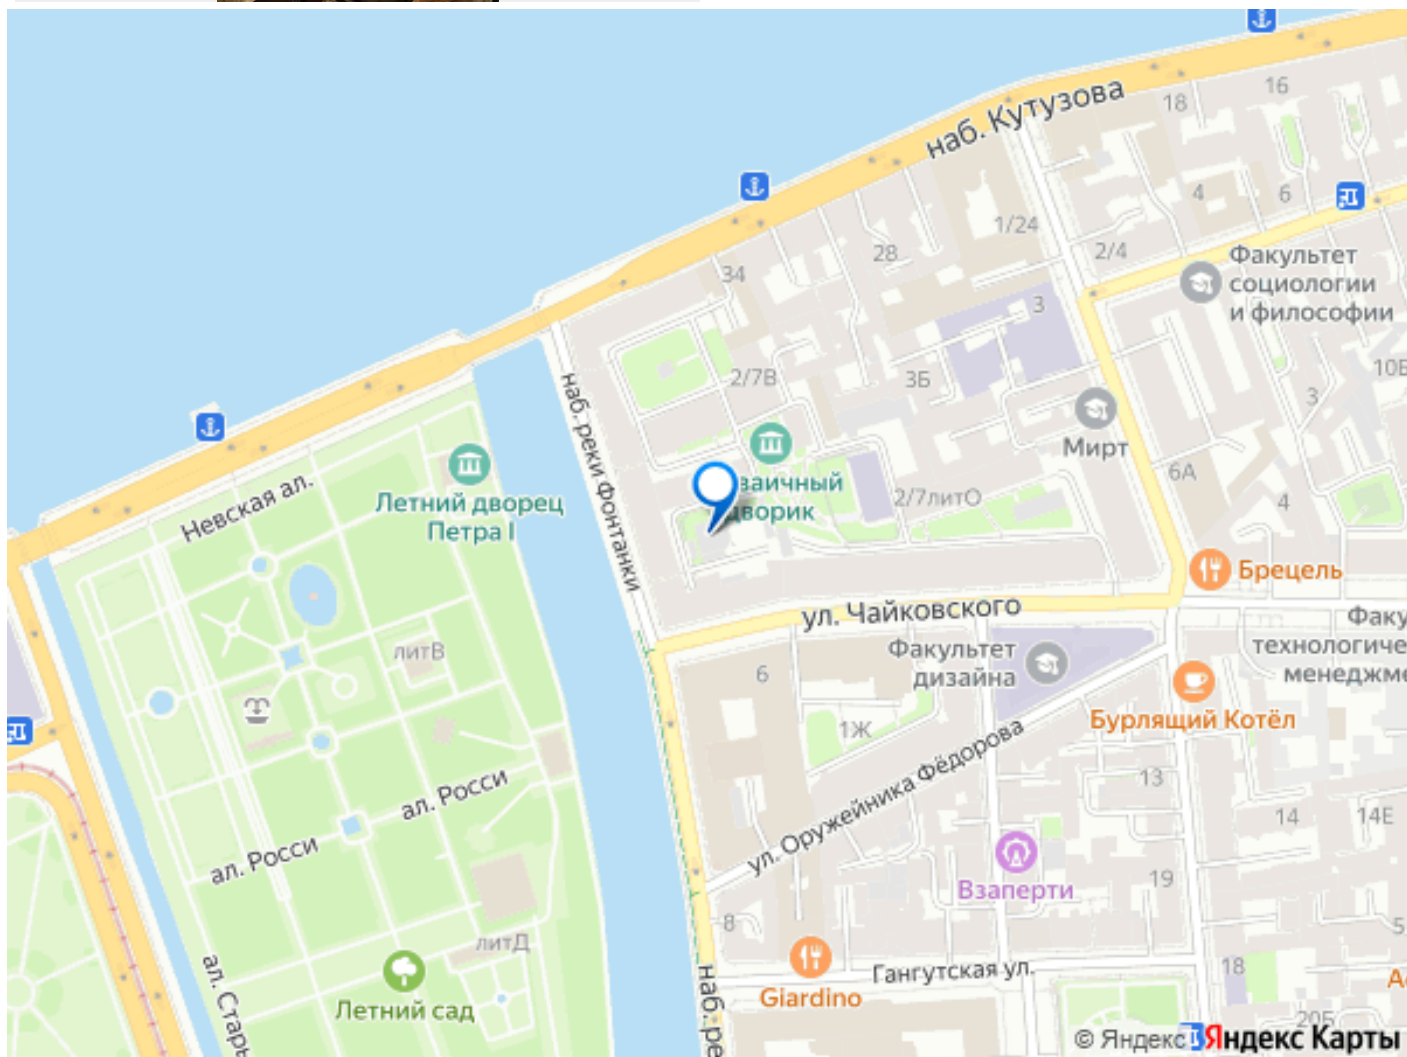 наб. Кутузова
18
16
4
6
1/24
2/4
28
34
Факультет
социологии
и философии
3
2/7В
3Б
10Б
3
Мирт
6А
4
Невская ал.
Летний дворец
Петра I
наб. реки Фонтанки
дворик
2/7литО
Брецель
ул. Чайковского
Факультет
дизайна
6
1Ж
литВ
Бурлящий Котёл
ул. Оружейника Фёдорова
13
14
14Е
ал. Росси
ал. Росси
Взаперти
19
8
литД
Летний сад
Giardino
Гангутская ул.
18
20Б
© Яндекс
Яндекс Карты